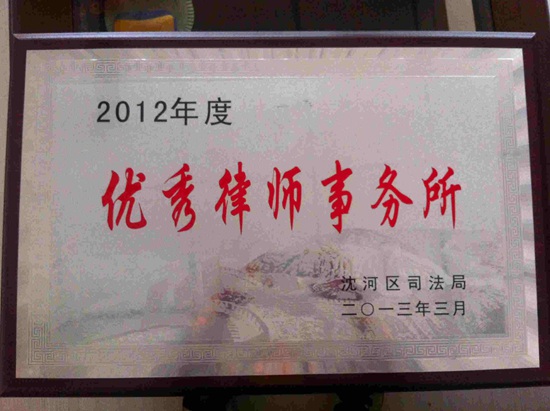 2012年度
优秀律师事务所
沈河区司法局
二〇一三年三月